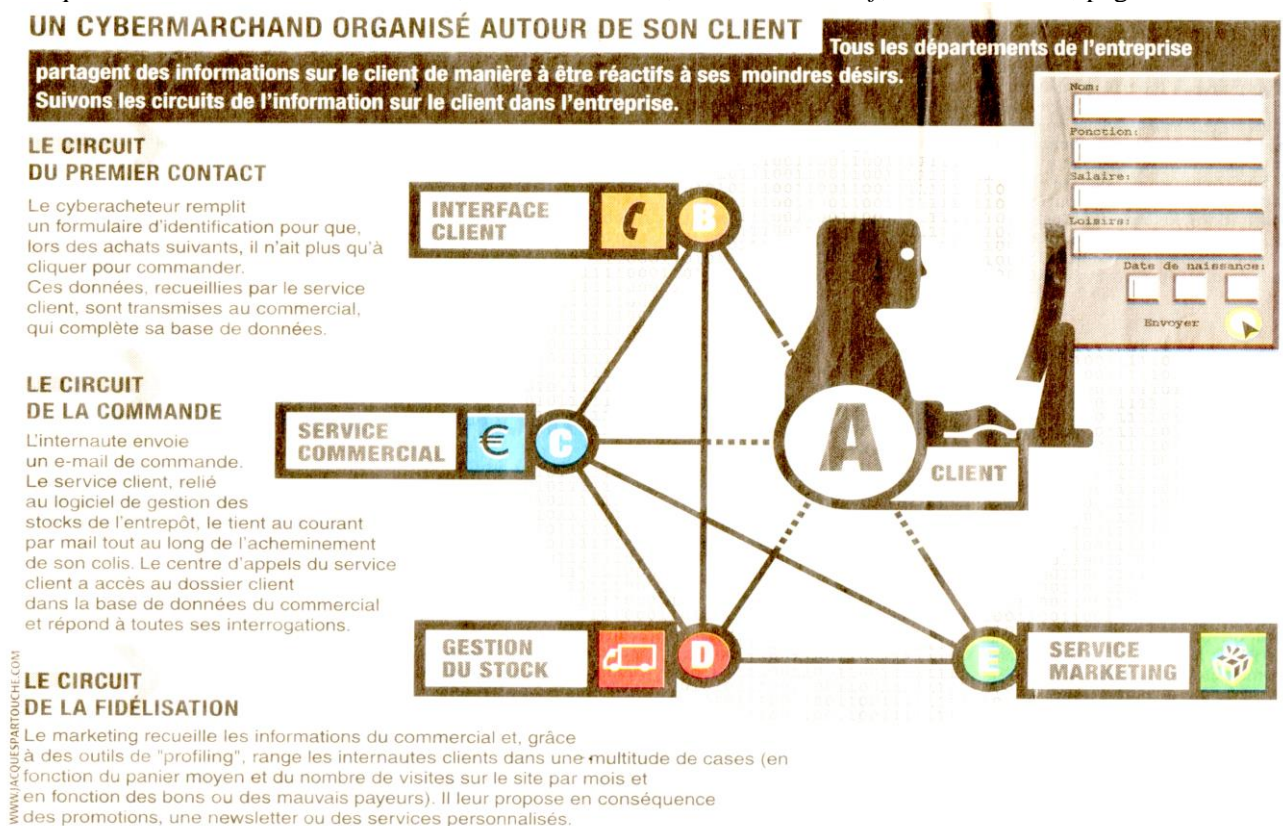 UN CYBERMARCHAND ORGANISÉ AUTOUR DE SON CLIENT
Tous les départements de l'entreprise
partagent des informations sur le client de manière à être réactifs à ses moindres désirs.
Suivons les circuits de l'information sur le client dans l'entreprise.
Nom:
Fonction:
Salaire:
Loisirs:
Date de naissance:
Envoyer
LE CIRCUIT
DU PREMIER CONTACT
Le cyberacheteur remplit
un formulaire d'identification pour que,
lors des achats suivants, il n'ait plus qu'à
cliquer pour commander.
Ces données, recueillies par le service
client, sont transmises au commercial,
qui complète sa base de données.
INTERFACE
CLIENT
B
LE CIRCUIT
DE LA COMMANDE
L'internaute envoie
un e-mail de commande.
Le service client, relié
au logiciel de gestion des
stocks de l'entrepôt, le tient au courant
par mail tout au long de l'acheminement
de son colis. Le centre d'appels du service
client a accès au dossier client
dans la base de données du commercial
et répond à toutes ses interrogations.
SERVICE
COMMERCIAL
€
C
A
CLIENT
GESTION
DU STOCK
D
E
SERVICE
MARKETING
LE CIRCUIT
DE LA FIDÉLISATION
Le marketing recueille les informations du commercial et, grâce
à des outils de "profiling", range les internautes clients dans une multitude de cases (en
fonction du panier moyen et du nombre de visites sur le site par mois et
en fonction des bons ou des mauvais payeurs). Il leur propose en conséquence
des promotions, une newsletter ou des services personnalisés.
WWW.JACQUESPARTOUCHE.COM